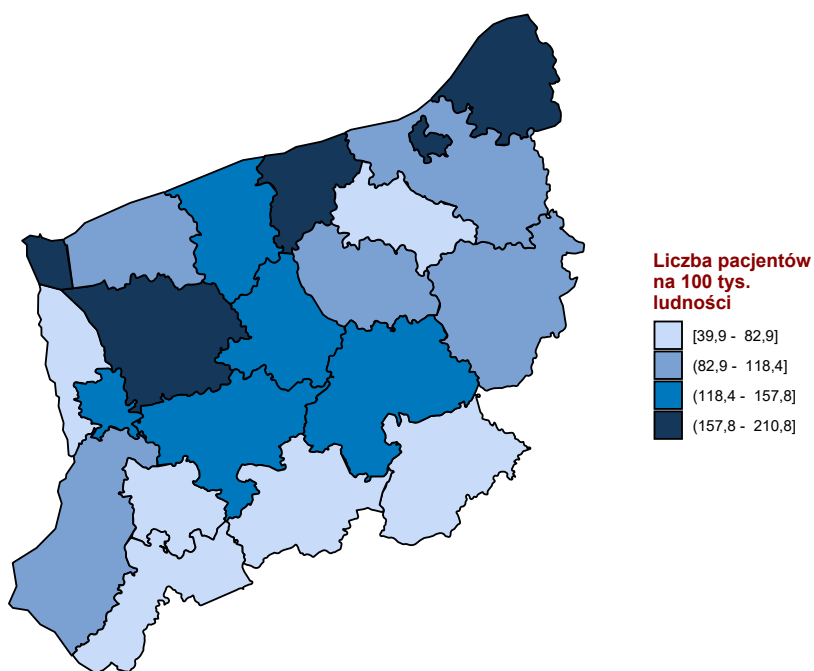 Liczba pacjentów
na 100 tys.
ludności
[39,9 - 82,9]
(82,9 - 118,4]
(118,4 - 157,8]
(157,8 - 210,8]